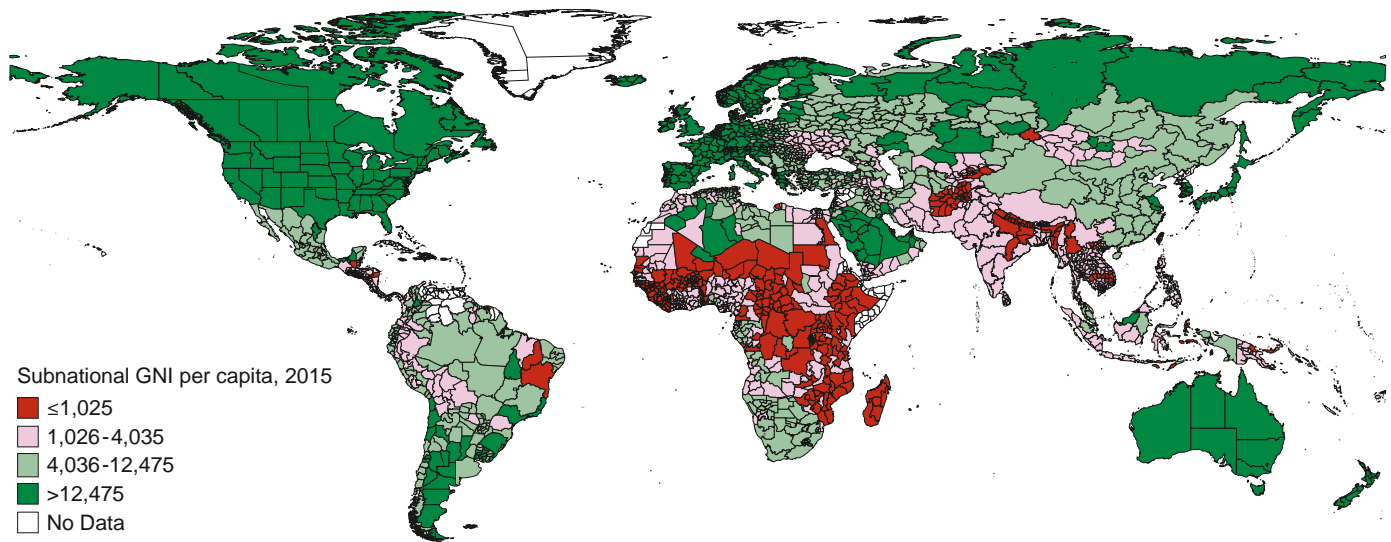 Subnational GNI per capita, 2015
≤1,025
1,026-4,035
4,036-12,475
>12,475
No Data